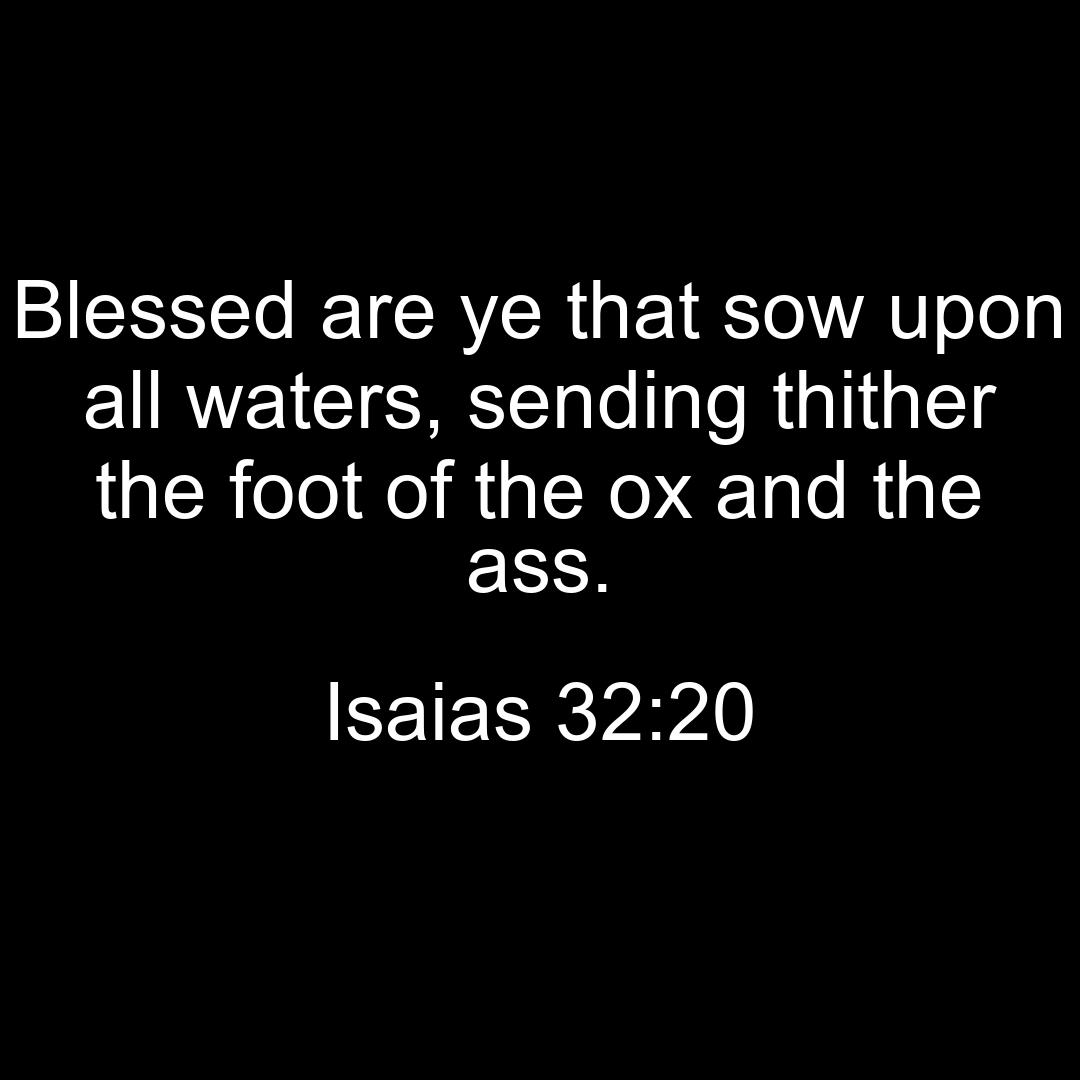 Blessed are ye that sow upon
all waters, sending thither
the foot of the ox and the
ass.
Isaias 32:20